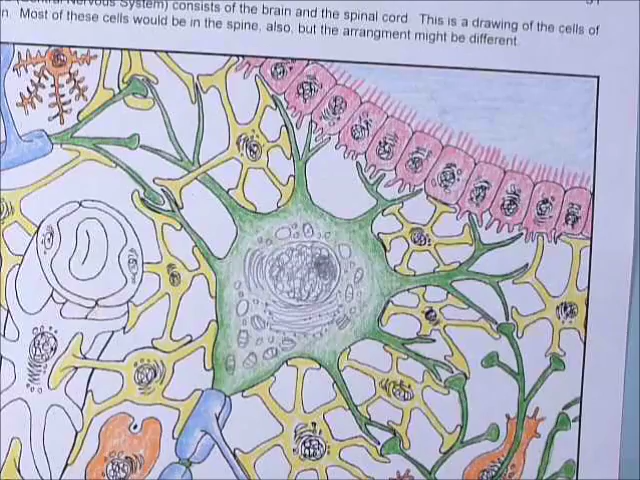 (Central Nervous System) consists of the brain and the spinal cord. This is a drawing of the cells of
n. Most of these cells would be in the spine, also, but the arrangment might be different.